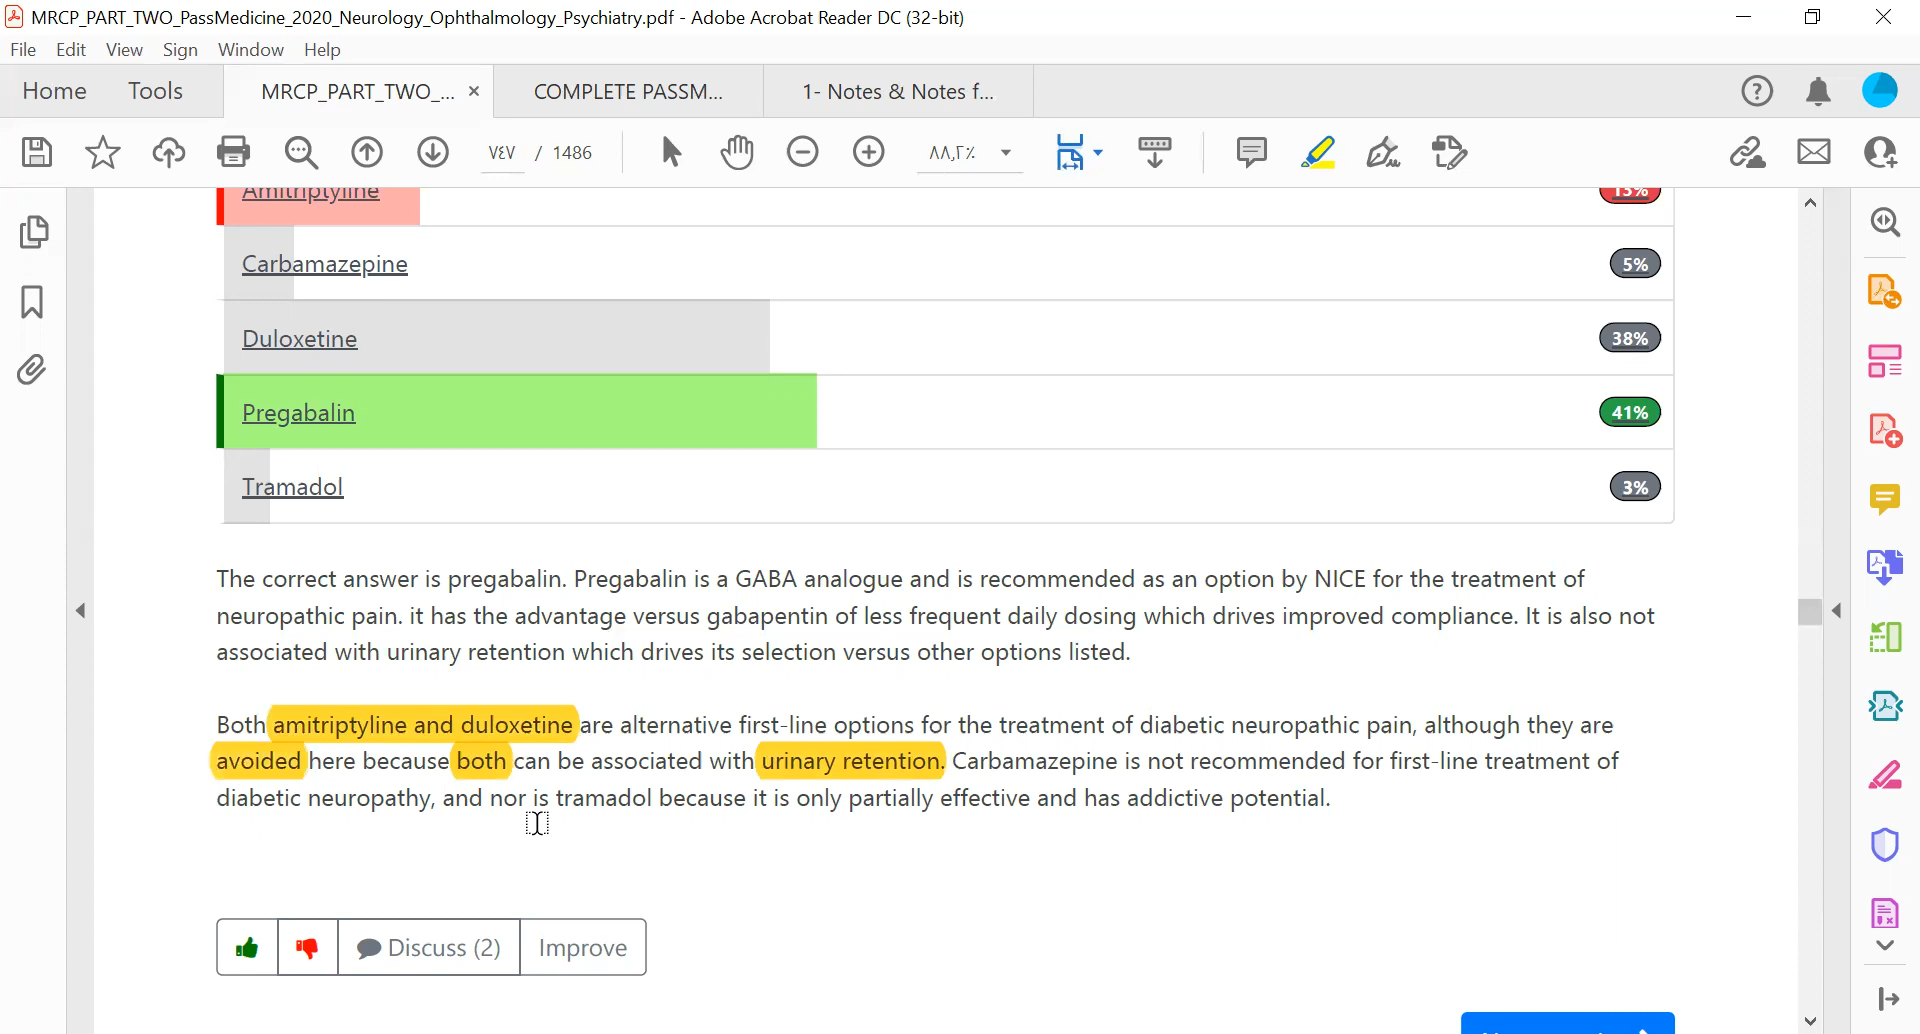 MRCP_PART_TWO_PassMedicine_2020_Neurology_Ophthalmology_Psychiatry.pdf - Adobe Acrobat Reader DC (32-bit)
File Edit View Sign Window Help
Home Tools MRCP_PART_TWO_... × COMPLETE PASSM... 1- Notes & Notes f...
٧٤٧ / 1486 ٨٨,٢٪
Amitriptyline 13%
Carbamazepine 5%
Duloxetine 38%
Pregabalin 41%
Tramadol 3%
The correct answer is pregabalin. Pregabalin is a GABA analogue and is recommended as an option by NICE for the treatment of
neuropathic pain. it has the advantage versus gabapentin of less frequent daily dosing which drives improved compliance. It is also not
associated with urinary retention which drives its selection versus other options listed.
Both amitriptyline and duloxetine are alternative first-line options for the treatment of diabetic neuropathic pain, although they are
avoided here because both can be associated with urinary retention. Carbamazepine is not recommended for first-line treatment of
diabetic neuropathy, and nor is tramadol because it is only partially effective and has addictive potential.
Discuss (2) Improve